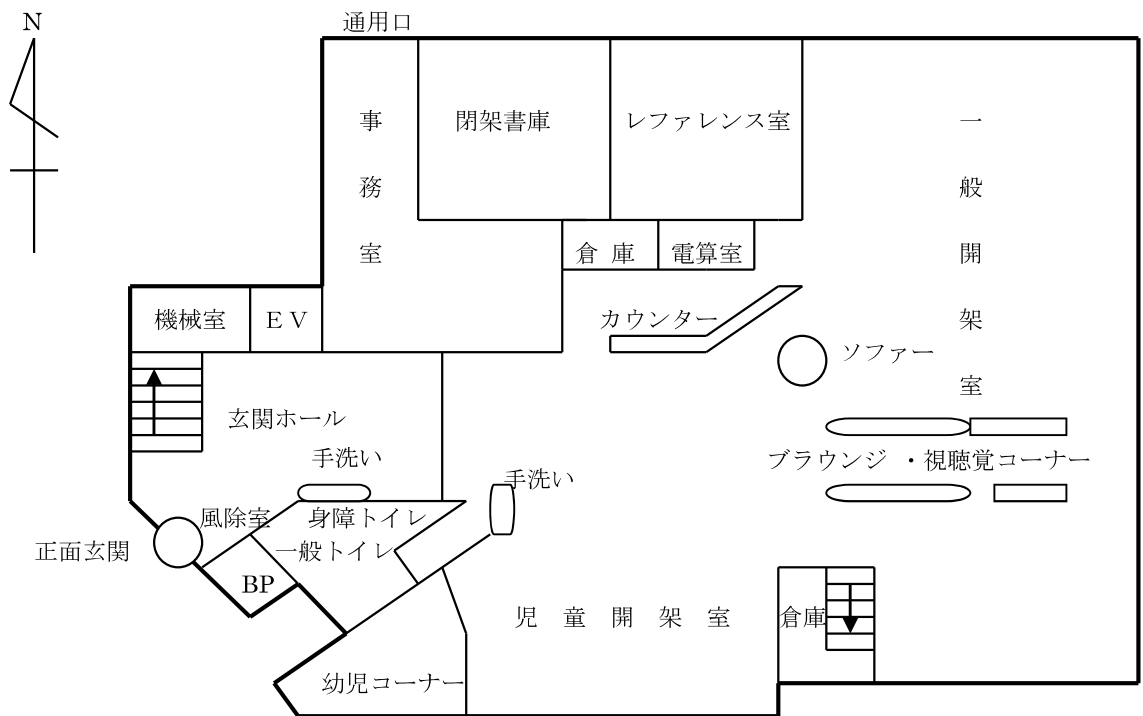 N
通用口
事務室
閉架書庫
レファレンス室
一般開架室
倉庫
電算室
機械室
ＥＶ
カウンター
ソファー
玄関ホール
手洗い
ブラウンジ ・視聴覚コーナー
手洗い
風除室
身障トイレ
正面玄関
一般トイレ
BP
児童開架室
倉庫
幼児コーナー